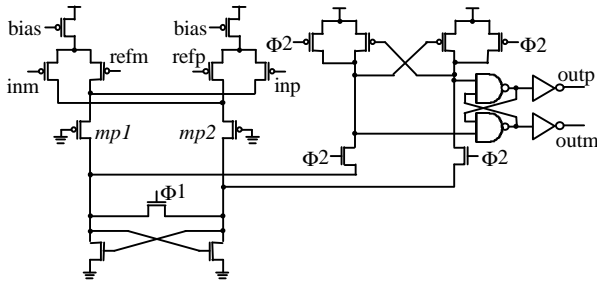 bias
bias
refm
refp
Φ2
Φ2
inm
inp
outp
mp1
mp2
outm
Φ2
Φ2
Φ1